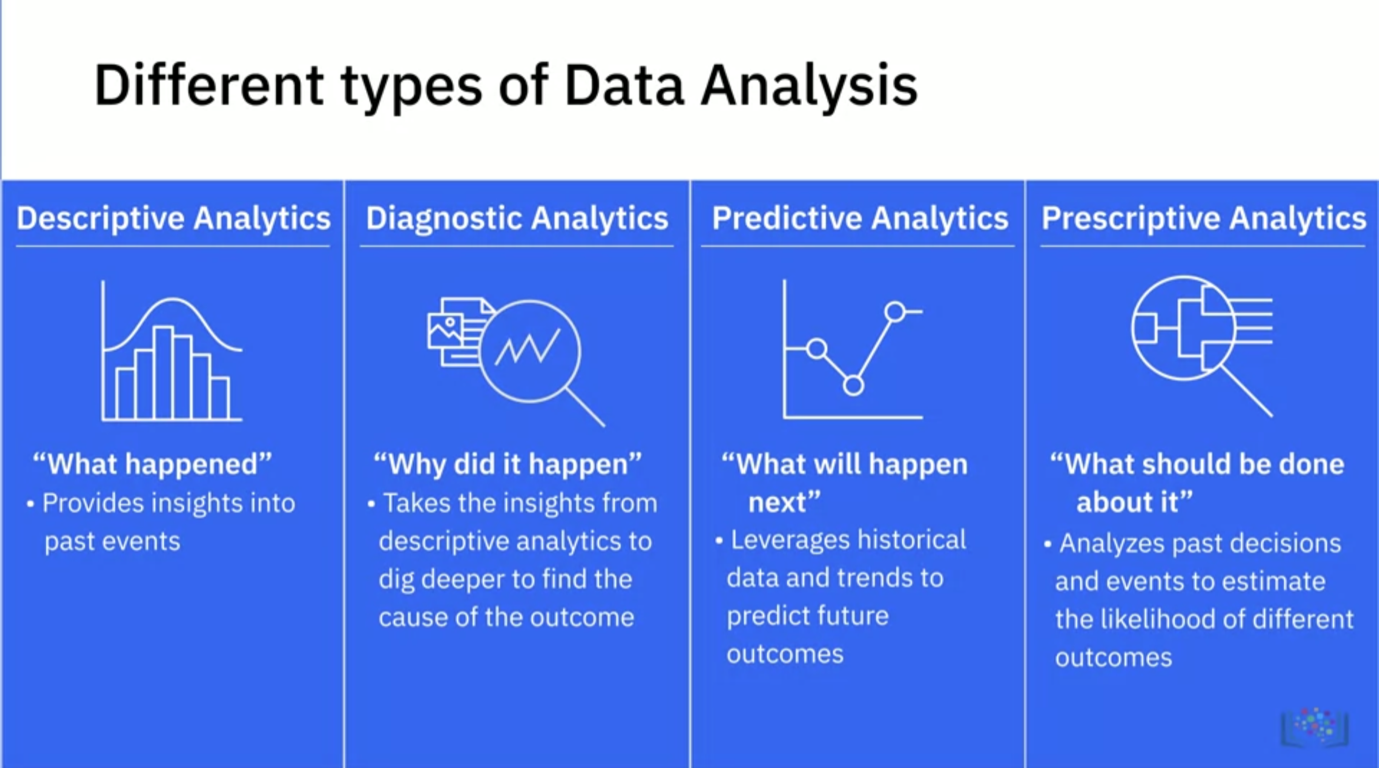 Different types of Data Analysis
Descriptive Analytics
“What happened”
• Provides insights into
past events
Diagnostic Analytics
“Why did it happen”
• Takes the insights from
descriptive analytics to
dig deeper to find the
cause of the outcome
Predictive Analytics
“What will happen
next”
• Leverages historical
data and trends to
predict future
outcomes
Prescriptive Analytics
“What should be done
about it”
• Analyzes past decisions
and events to estimate
the likelihood of different
outcomes